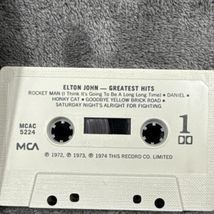 ELTON JOHN — GREATEST HITS
ROCKET MAN (I Think It's Going To Be A Long Long Time) • DANIEL •
HONKY CAT • GOODBYE YELLOW BRICK ROAD •
SATURDAY NIGHT'S ALRIGHT FOR FIGHTING
MCAC
5224
1
MCA
℗ 1972, ℗ 1973, ℗ 1974 THIS RECORD CO. LIMITED